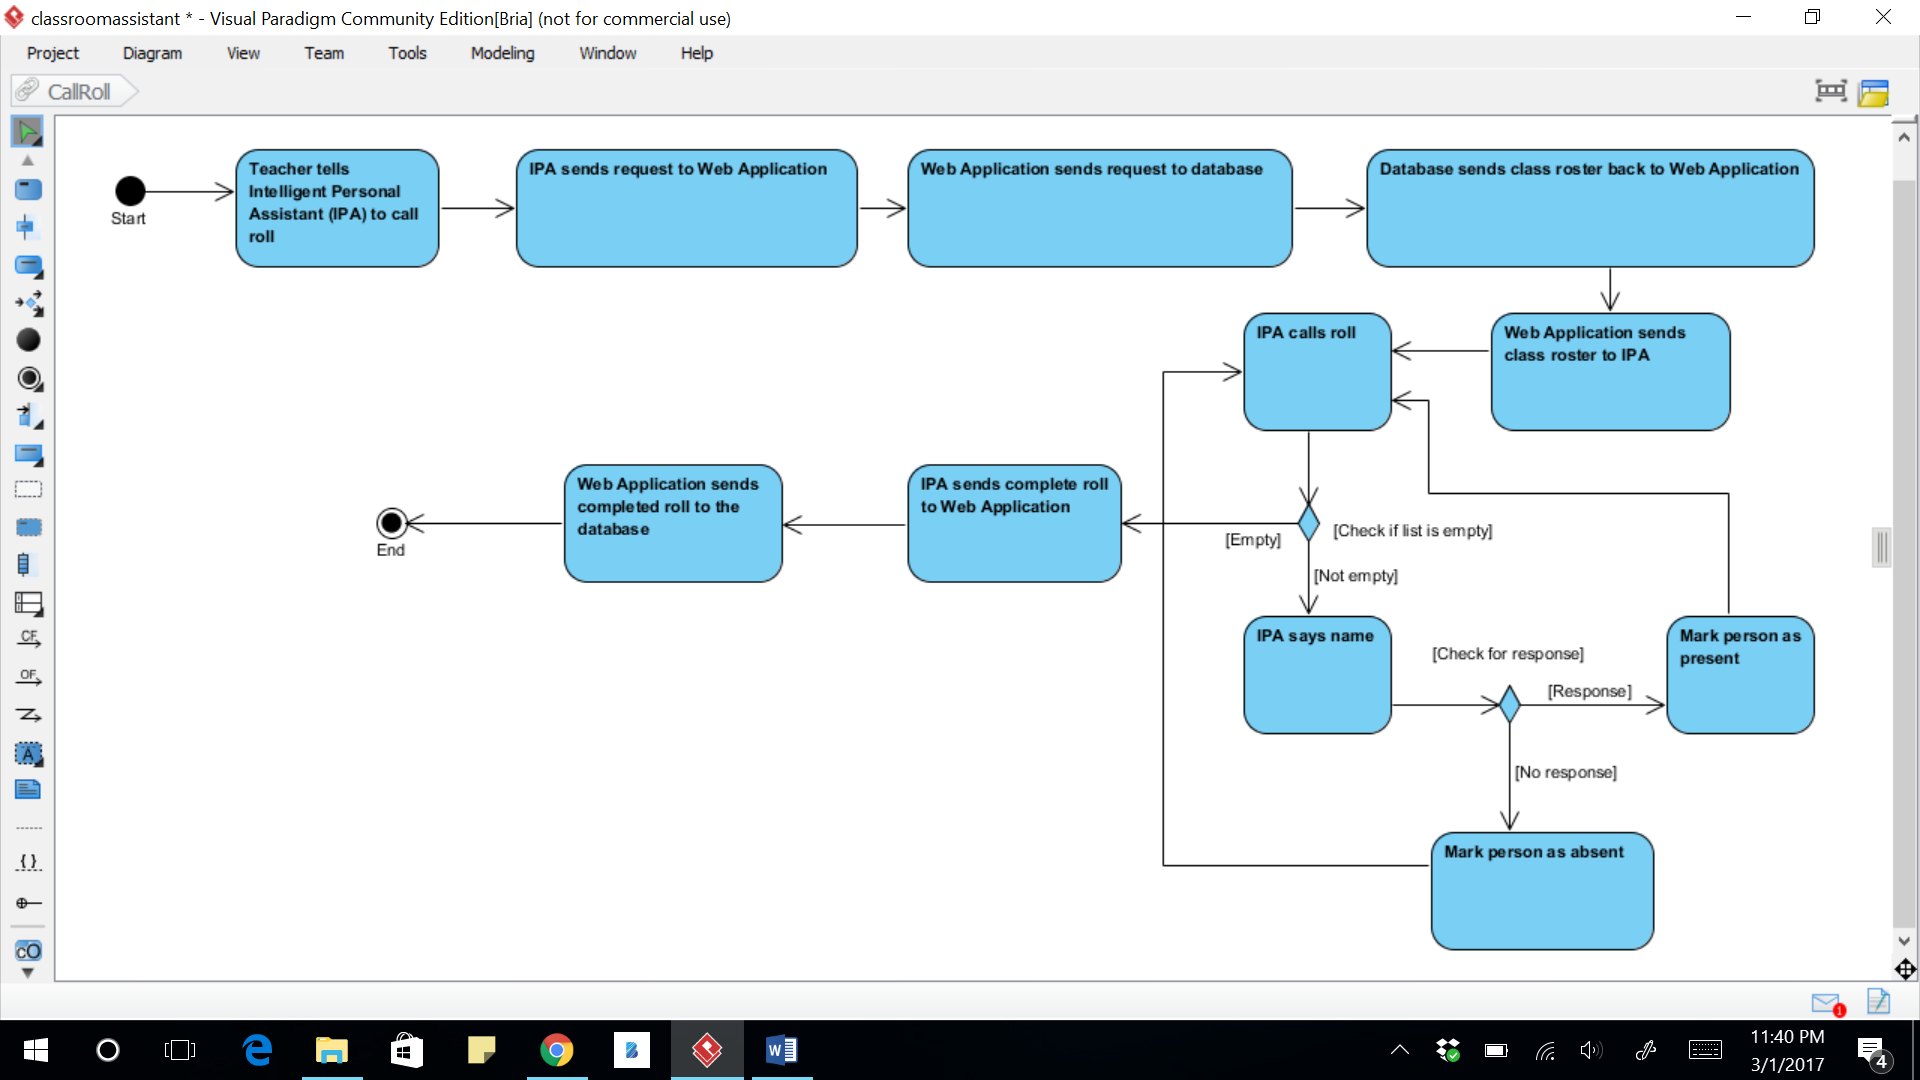 classroomassistant * - Visual Paradigm Community Edition[Bria] (not for commercial use)
Project Diagram View Team Tools Modeling Window Help
CallRoll
Start
Teacher tells
Intelligent Personal
Assistant (IPA) to call
roll
IPA sends request to Web Application
Web Application sends request to database
Database sends class roster back to Web Application
IPA calls roll
Web Application sends
class roster to IPA
End
Web Application sends
completed roll to the
database
IPA sends complete roll
to Web Application
[Empty]
[Check if list is empty]
[Not empty]
IPA says name
[Check for response]
[Response]
Mark person as
present
[No response]
Mark person as absent
CF
OF
A
{ }
cO
1
W
11:40 PM
3/1/2017
4